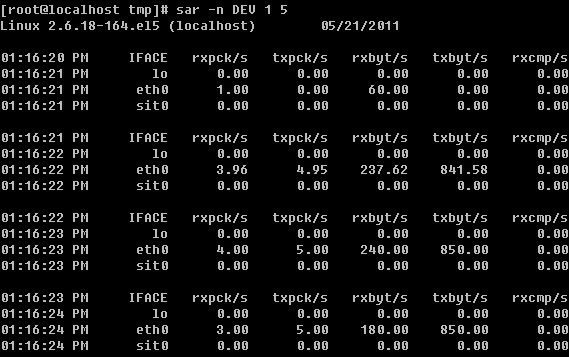 [root@localhost tmp]# sar -n DEV 1 5
Linux 2.6.18-164.el5 (localhost) 05/21/2011
01:16:20 PM IFACE rxpck/s txpck/s rxbyt/s txbyt/s rxcmp/s
01:16:21 PM lo 0.00 0.00 0.00 0.00 0.00
01:16:21 PM eth0 1.00 0.00 60.00 0.00 0.00
01:16:21 PM sit0 0.00 0.00 0.00 0.00 0.00
01:16:21 PM IFACE rxpck/s txpck/s rxbyt/s txbyt/s rxcmp/s
01:16:22 PM lo 0.00 0.00 0.00 0.00 0.00
01:16:22 PM eth0 3.96 4.95 237.62 841.58 0.00
01:16:22 PM sit0 0.00 0.00 0.00 0.00 0.00
01:16:22 PM IFACE rxpck/s txpck/s rxbyt/s txbyt/s rxcmp/s
01:16:23 PM lo 0.00 0.00 0.00 0.00 0.00
01:16:23 PM eth0 4.00 5.00 240.00 850.00 0.00
01:16:23 PM sit0 0.00 0.00 0.00 0.00 0.00
01:16:23 PM IFACE rxpck/s txpck/s rxbyt/s txbyt/s rxcmp/s
01:16:24 PM lo 0.00 0.00 0.00 0.00 0.00
01:16:24 PM eth0 3.00 5.00 180.00 850.00 0.00
01:16:24 PM sit0 0.00 0.00 0.00 0.00 0.00